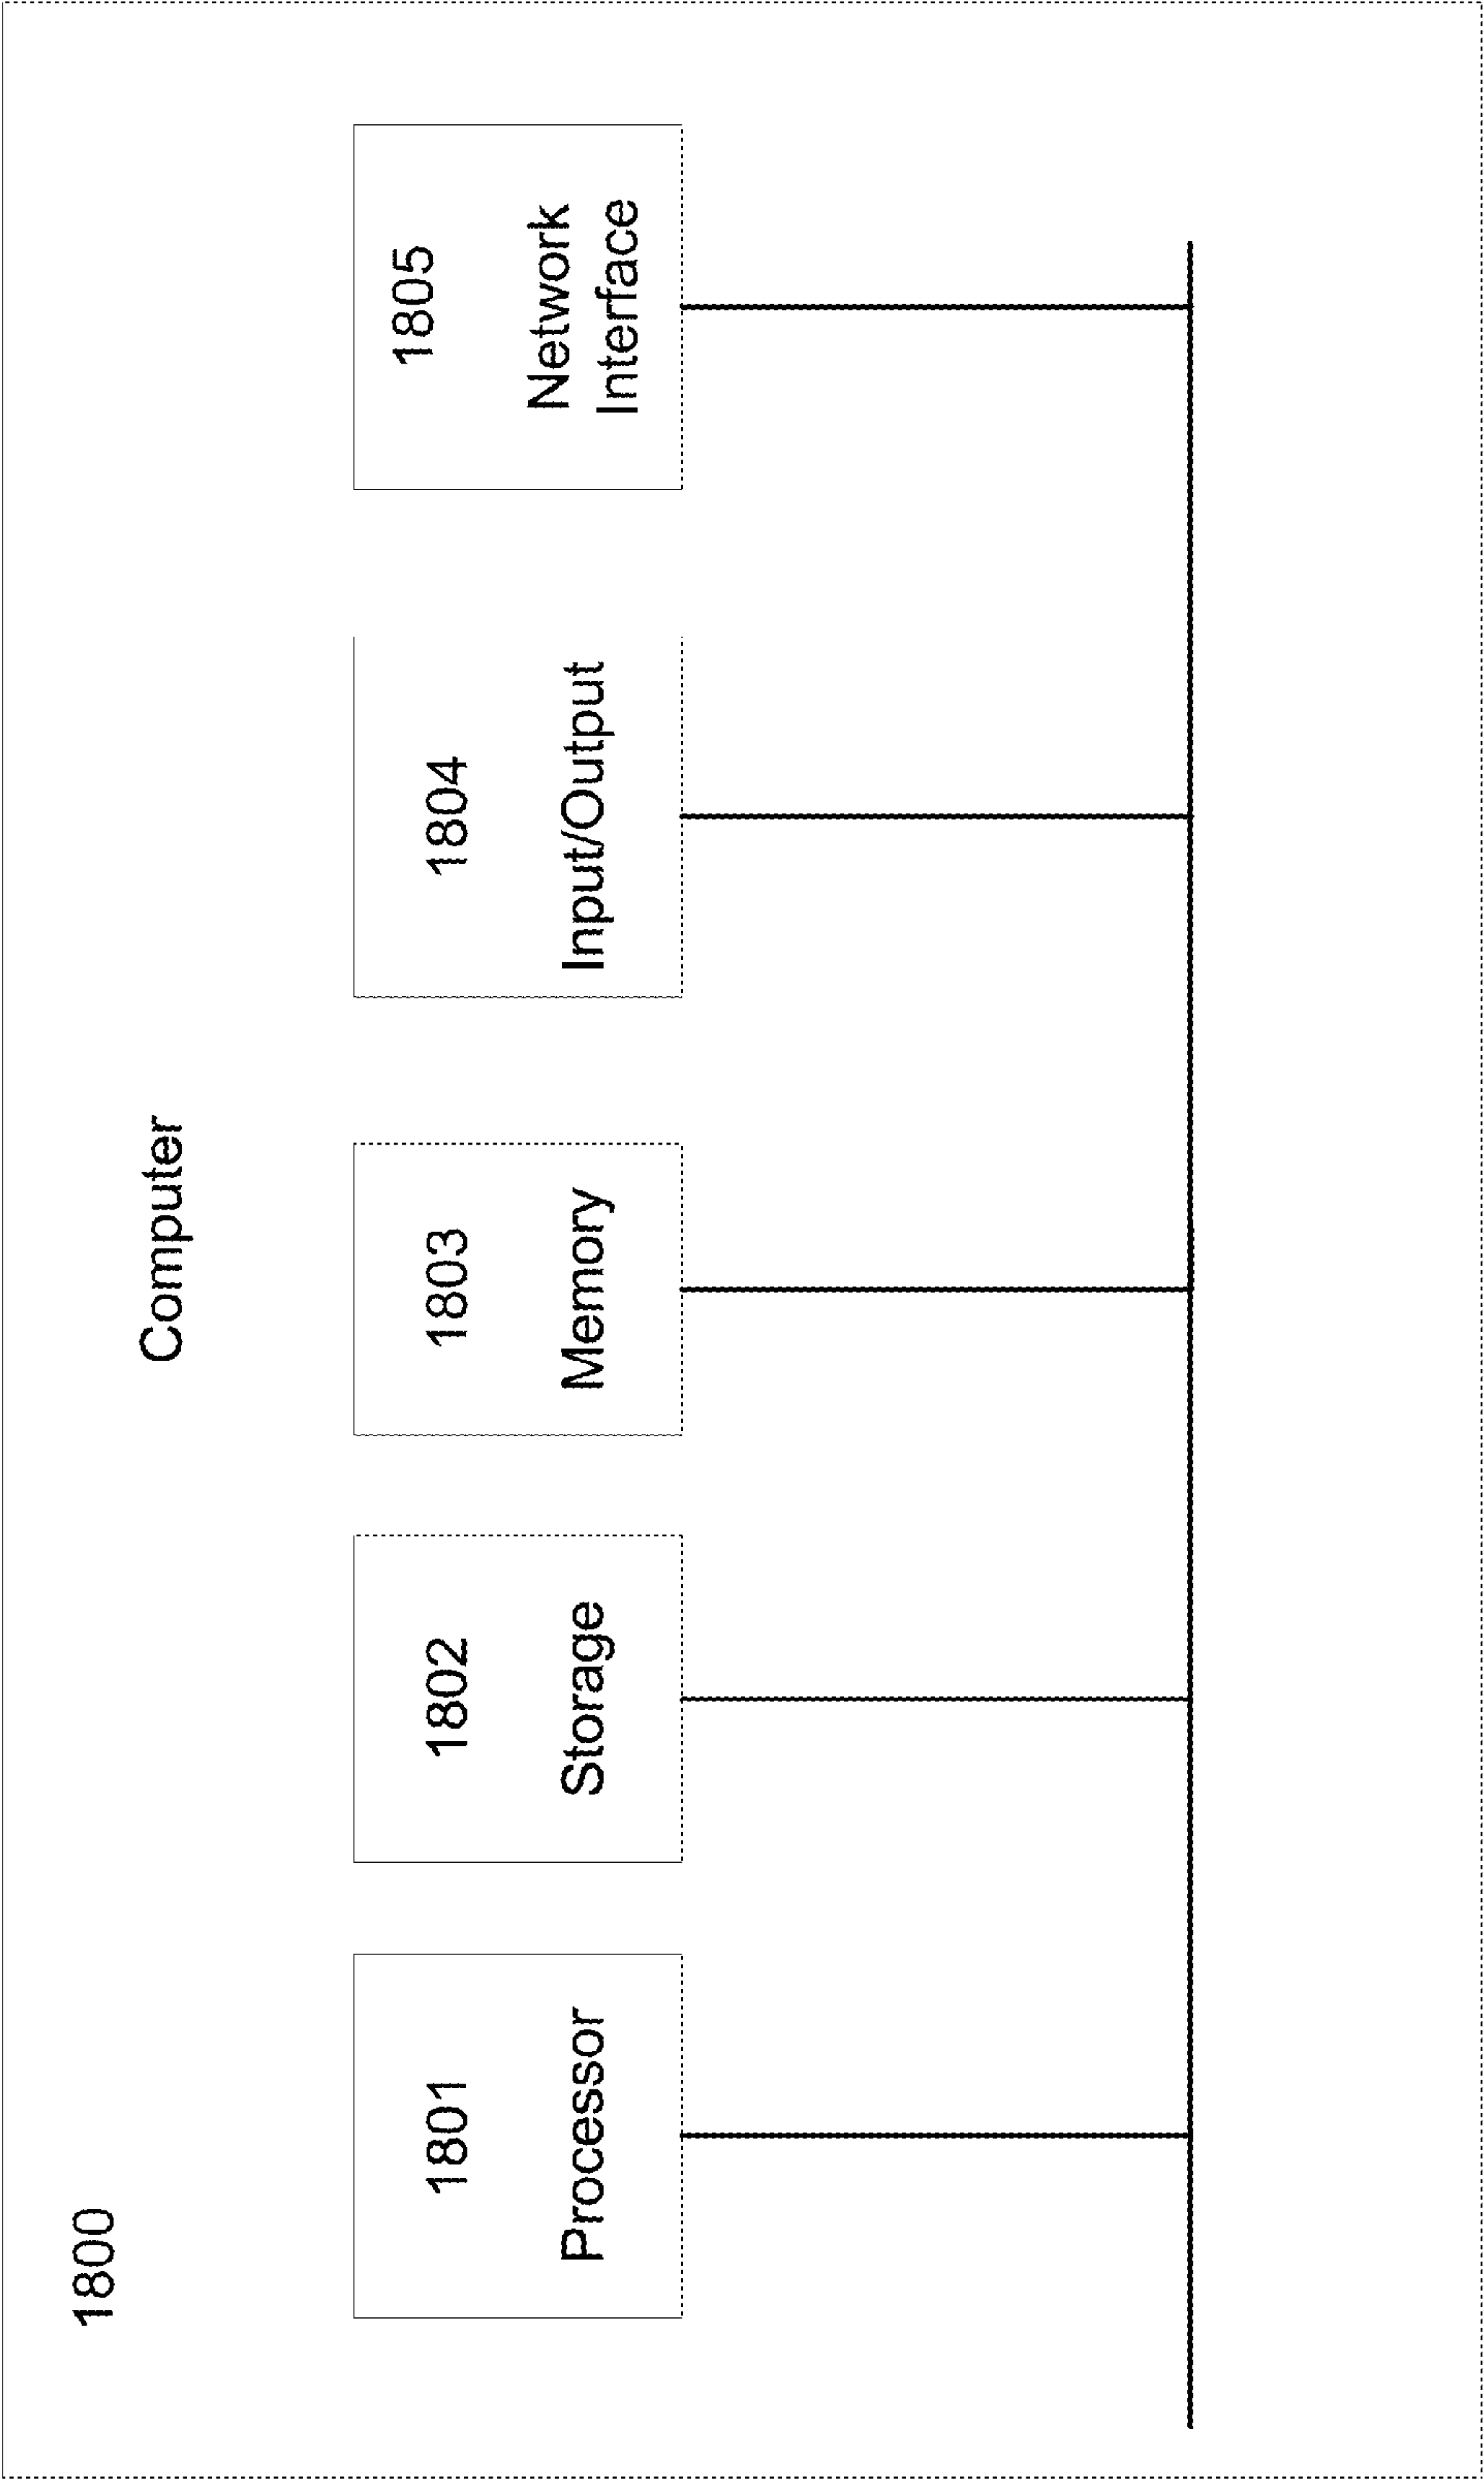 1800
Computer
1801
Processor
1802
Storage
1803
Memory
1804
Input/Output
1805
Network
Interface